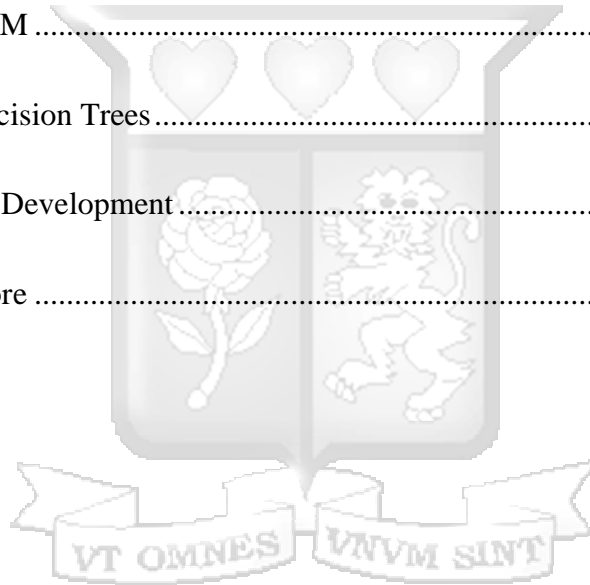 M ........................................................................
cision Trees ........................................................
Development .....................................................
ore ........................................................................
VT OMNES VNVM SINT